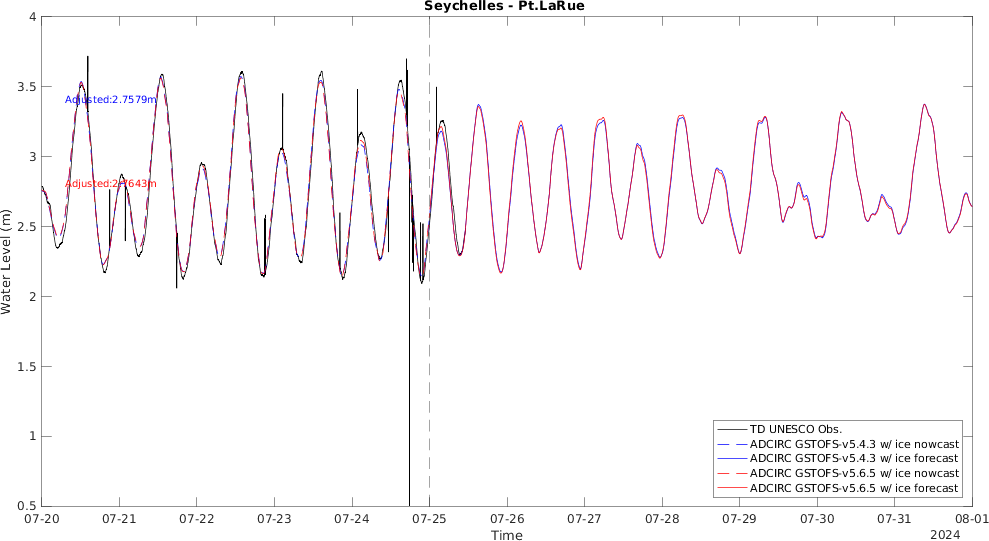 Seychelles - Pt.LaRue
4
3.5
3
2.5
2
1.5
1
0.5
Water Level (m)
Adjusted:2.7579m
Adjusted:2.7643m
TD UNESCO Obs.
ADCIRC GSTOFS-v5.4.3 w/ ice nowcast
ADCIRC GSTOFS-v5.4.3 w/ ice forecast
ADCIRC GSTOFS-v5.6.5 w/ ice nowcast
ADCIRC GSTOFS-v5.6.5 w/ ice forecast
07-20 07-21 07-22 07-23 07-24 07-25 07-26 07-27 07-28 07-29 07-30 07-31 08-01
Time
2024